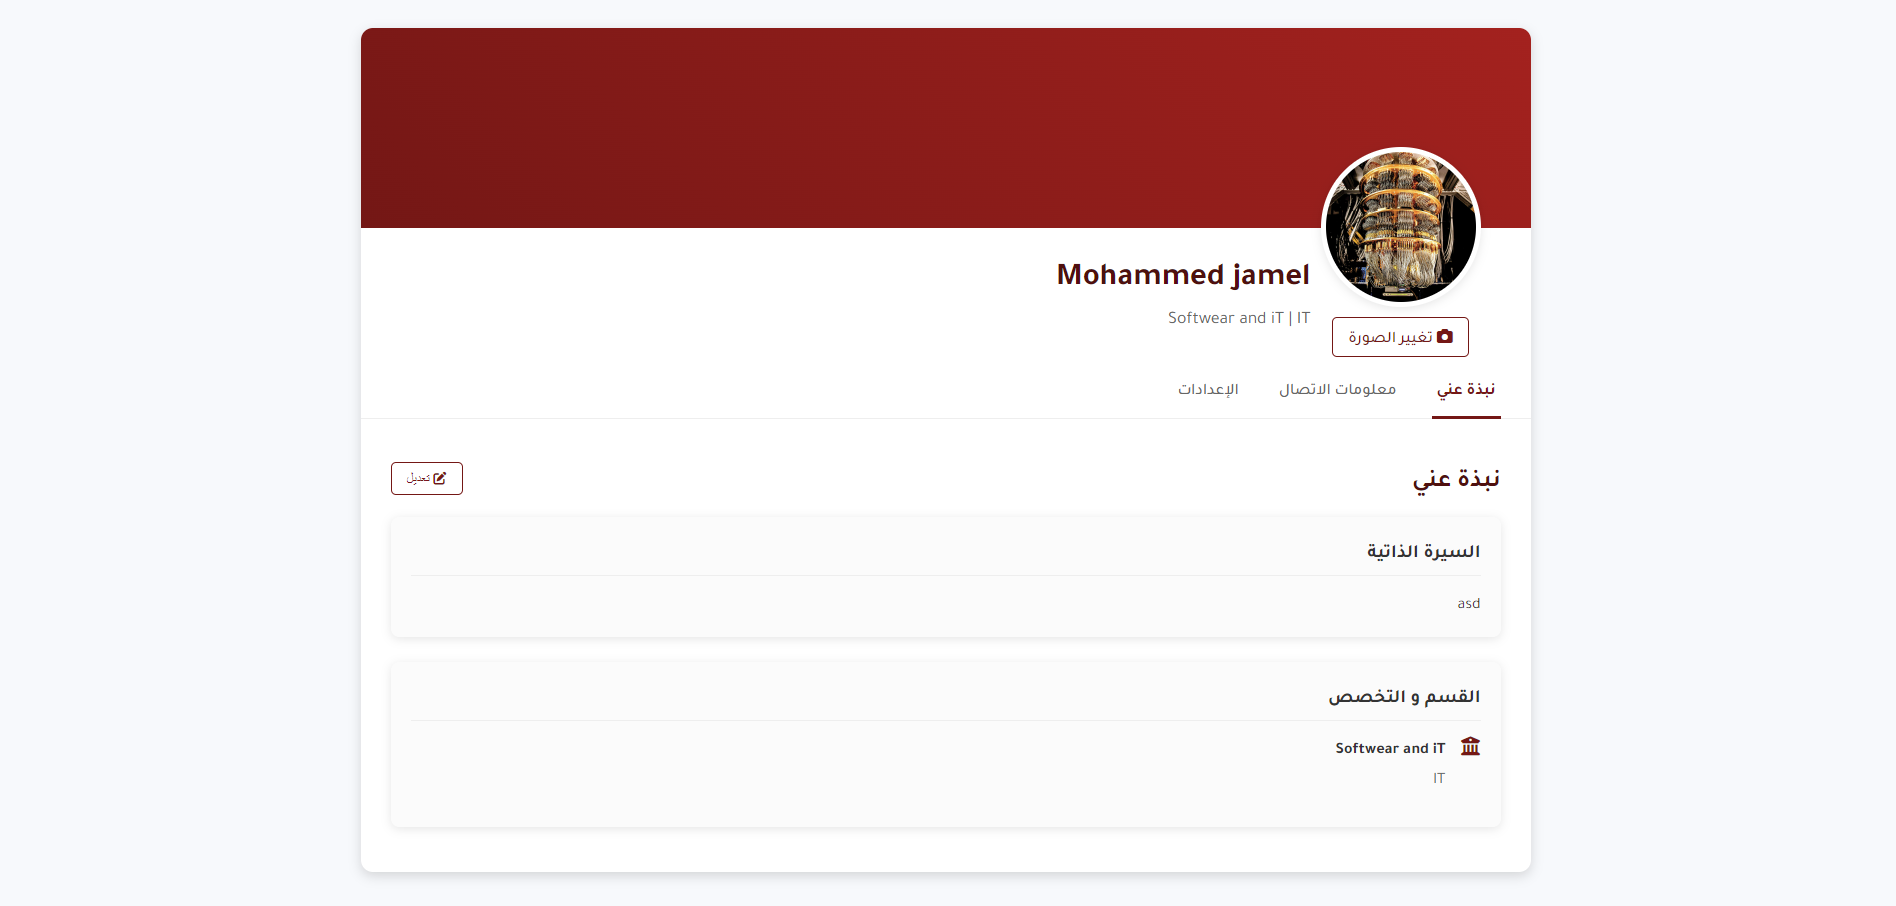 Mohammed jamel
Softwear and iT | IT
تغيير الصورة
نبذة عني
معلومات الاتصال
الإعدادات
نبذة عني
تعديل
السيرة الذاتية
asd
القسم و التخصص
Softwear and iT
IT